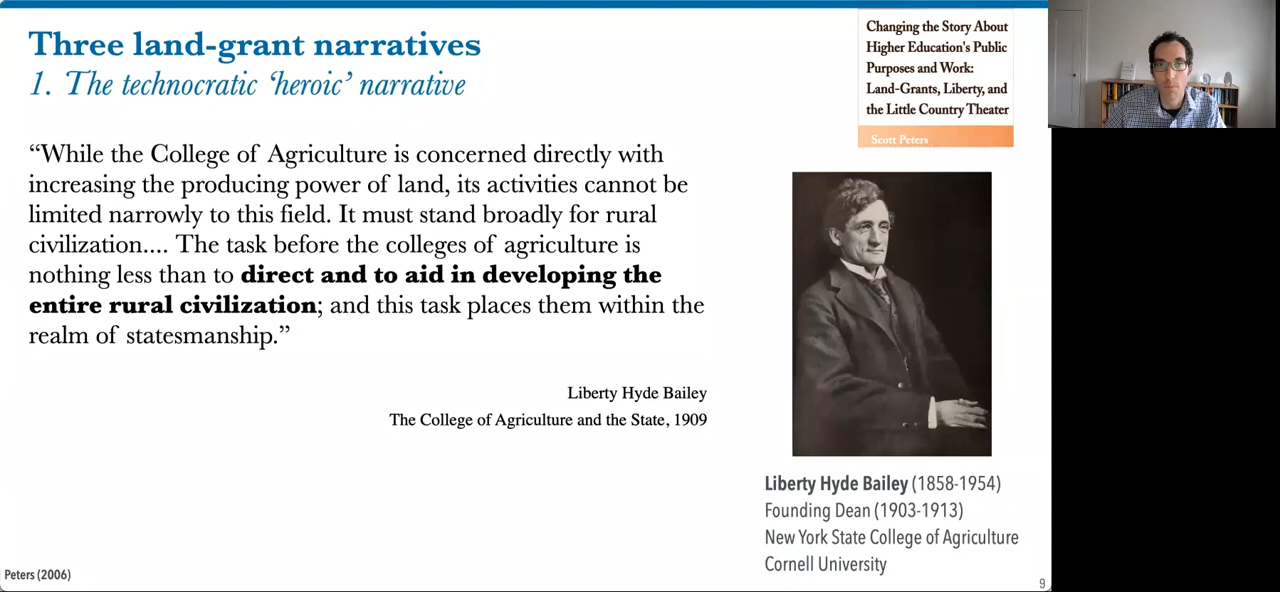 Three land-grant narratives
1. The technocratic ‘heroic’ narrative
“While the College of Agriculture is concerned directly with
increasing the producing power of land, its activities cannot be
limited narrowly to this field. It must stand broadly for rural
civilization.... The task before the colleges of agriculture is
nothing less than to direct and to aid in developing the
entire rural civilization; and this task places them within the
realm of statesmanship.”
Liberty Hyde Bailey
The College of Agriculture and the State, 1909
Peters (2006)
Changing the Story About
Higher Education's Public
Purposes and Work:
Land-Grants, Liberty, and
the Little Country Theater
Scott Peters
Liberty Hyde Bailey (1858-1954)
Founding Dean (1903-1913)
New York State College of Agriculture
Cornell University
9